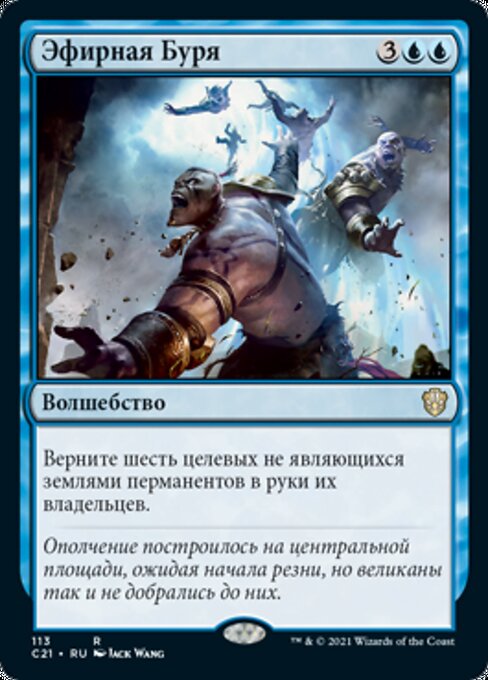 Эфирная Буря 3
Волшебство
Верните шесть целевых не являющихся
землями перманентов в руки их
владельцев.
Ополчение построилось на центральной
площади, ожидая начала резни, но великаны
так и не добрались до них.
113 R
C21 • RU Jack Wang
™ & © 2021 Wizards of the Coast